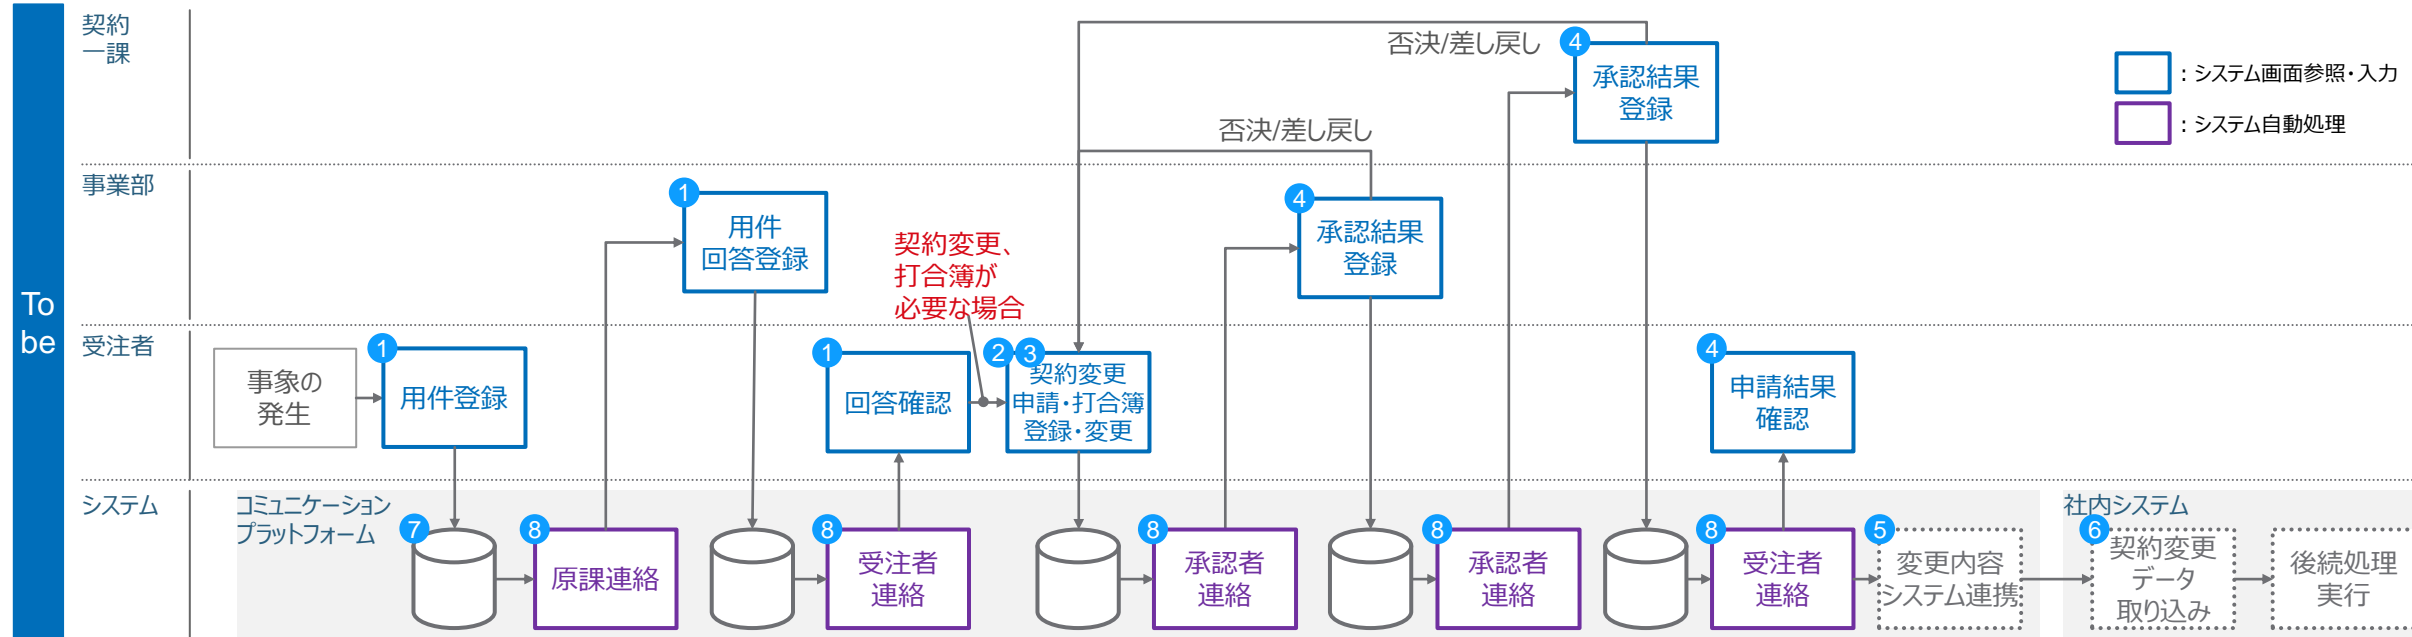 To
be
契約
一課
否決/差し戻し
4
承認結果
登録
否決/差し戻し
：システム画面参照・入力
：システム自動処理
事業部
1
用件
回答登録
契約変更、
打合簿が
必要な場合
4
承認結果
登録
受注者
事象の
発生
1
用件登録
1
回答確認
2
3
契約変更
申請・打合簿
登録・変更
4
申請結果
確認
システム
コミュニケーション
プラットフォーム
7
8
原課連絡
8
受注者
連絡
8
承認者
連絡
8
承認者
連絡
8
受注者
連絡
5
変更内容
システム連携
社内システム
6
契約変更
データ
取り込み
後続処理
実行